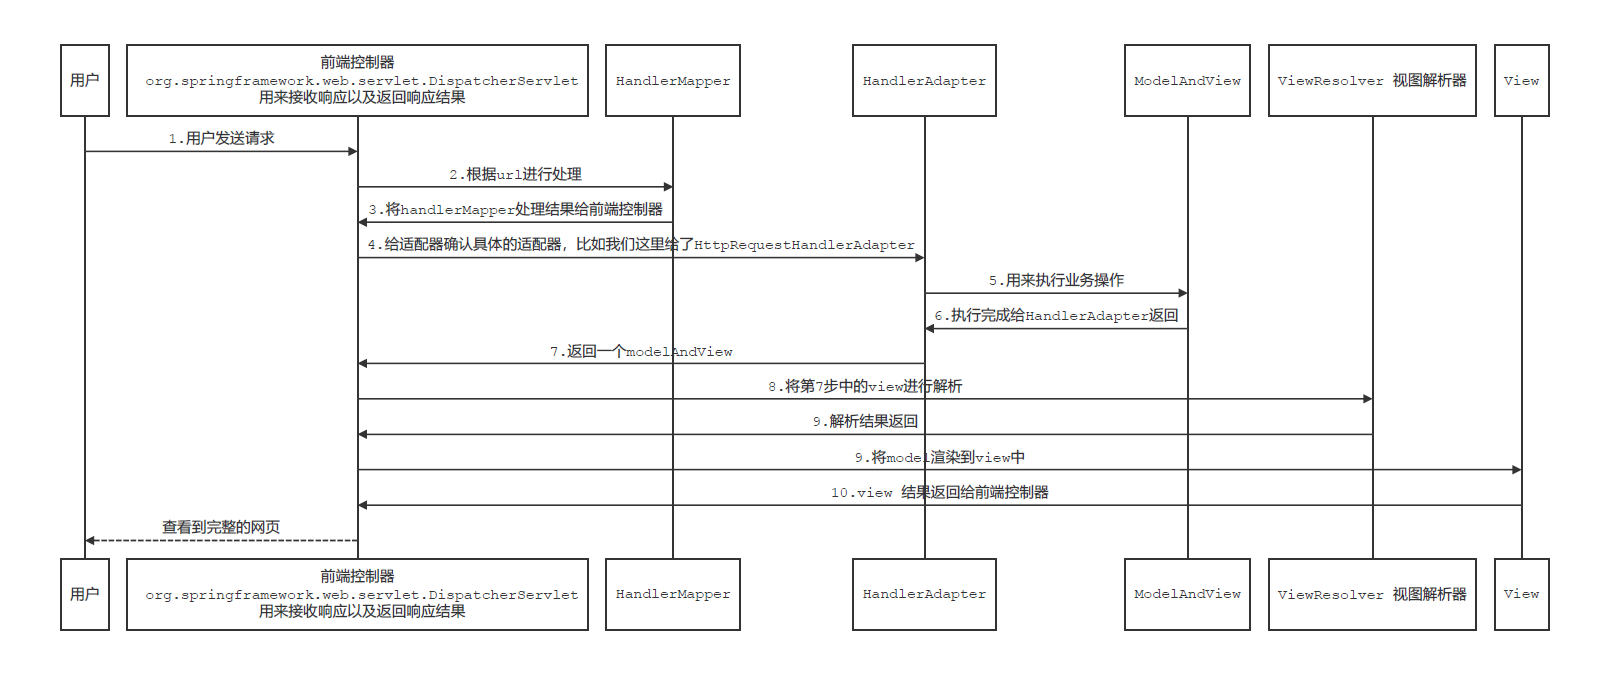 用户
前端控制器
org.springframework.web.servlet.DispatcherServlet
用来接收响应以及返回响应结果
HandlerMapper
HandlerAdapter
ModelAndView
ViewResolver 视图解析器
View
1.用户发送请求
2.根据url进行处理
3.将handlerMapper处理结果给前端控制器
4.给适配器确认具体的适配器，比如我们这里给了HttpRequestHandlerAdapter
5.用来执行业务操作
6.执行完成给HandlerAdapter返回
7.返回一个modelAndView
8.将第7步中的view进行解析
9.解析结果返回
9.将model渲染到view中
10.view 结果返回给前端控制器
查看到完整的网页
用户
前端控制器
org.springframework.web.servlet.DispatcherServlet
用来接收响应以及返回响应结果
HandlerMapper
HandlerAdapter
ModelAndView
ViewResolver 视图解析器
View